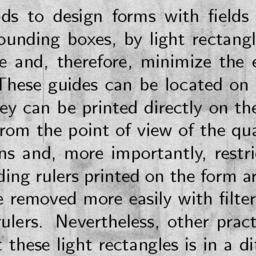 ds to design forms with fields
ounding boxes, by light rectangl
e and, therefore, minimize the e
These guides can be located on
ey can be printed directly on the
rom the point of view of the qua
ns and, more importantly, restri
ding rulers printed on the form ar
e removed more easily with filter
rulers. Nevertheless, other pract
t these light rectangles is in a di